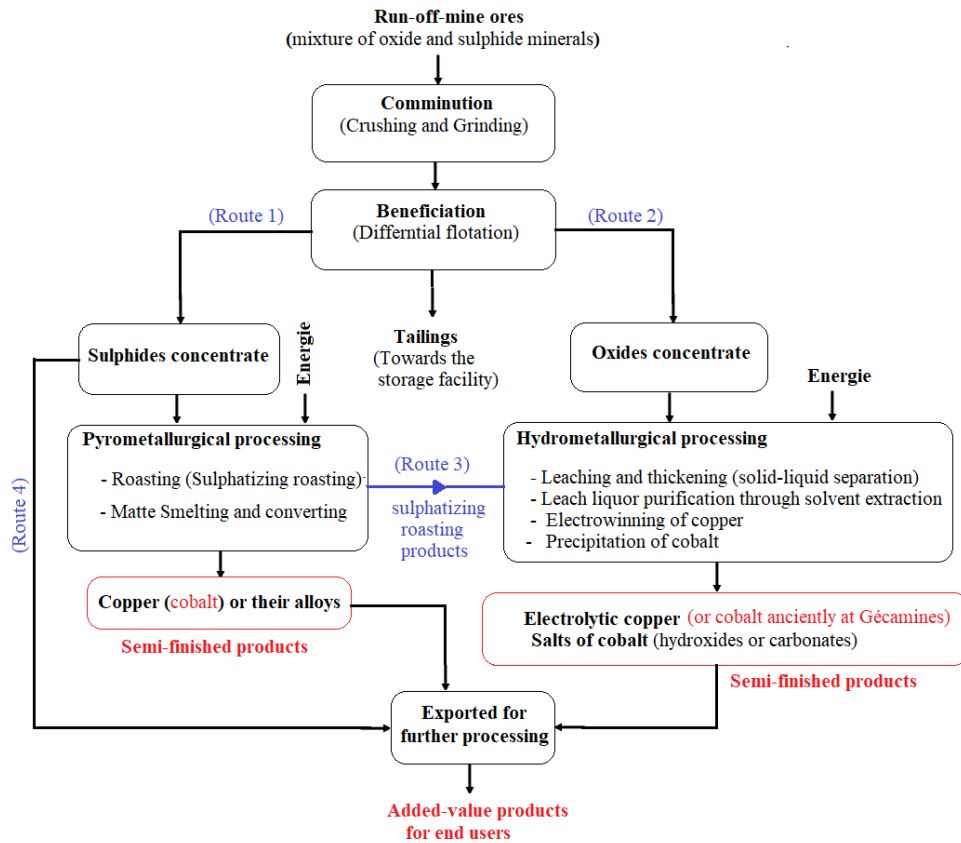 Run-off-mine ores
(mixture of oxide and sulphide minerals)
Comminution
(Crushing and Grinding)
(Route 1)
Beneficiation
(Differntial flotation)
(Route 2)
Sulphides concentrate
Energie
Tailings
(Towards the
storage facility)
Oxides concentrate
Energie
Pyrometallurgical processing
- Roasting (Sulphatizing roasting)
- Matte Smelting and converting
(Route 3)
sulphatizing
roasting
products
Hydrometallurgical processing
- Leaching and thickening (solid-liquid separation)
- Leach liquor purification through solvent extraction
- Electrowinning of copper
- Precipitation of cobalt
(Route 4)
Copper (cobalt) or their alloys
Semi-finished products
Electrolytic copper (or cobalt anciently at Gécamines)
Salts of cobalt (hydroxides or carbonates)
Semi-finished products
Exported for
further processing
Added-value products
for end users